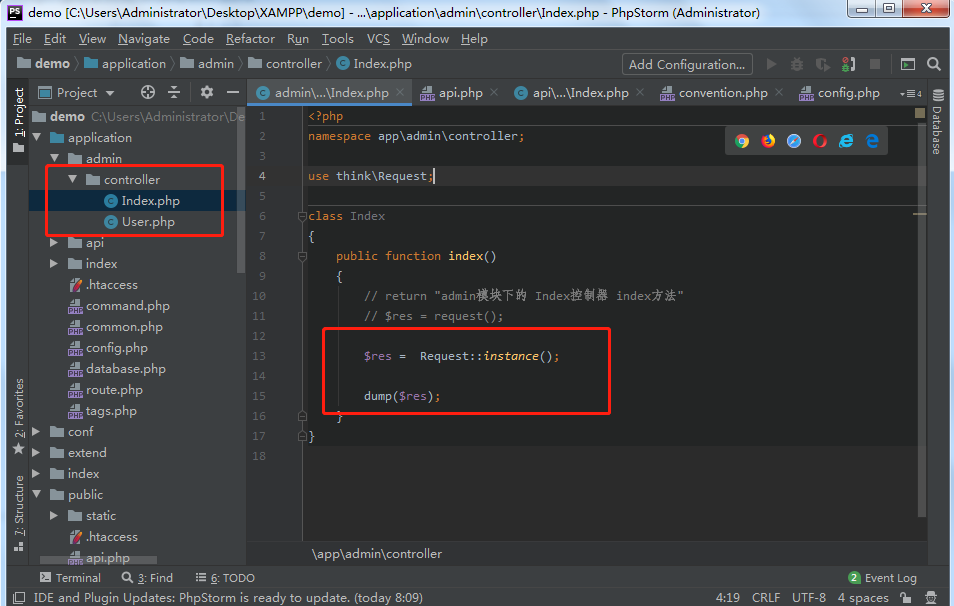 PS demo [C:\Users\Administrator\Desktop\XAMPP\demo] - ...\application\admin\controller\Index.php - PhpStorm (Administrator)
File Edit View Navigate Code Refactor Run Tools VCS Window Help
demo application admin controller Index.php Add Configuration...
Project admin\...\Index.php api.php api\...\Index.php convention.php config.php 4
1: Project
demo C:\Users\Administrator\De
application
admin
controller
Index.php
User.php
api
index
.htaccess
command.php
common.php
config.php
database.php
route.php
tags.php
conf
extend
index
public
static
.htaccess
api.php
2: Favorites
7: Structure
Database
1 <?php
2 namespace app\admin\controller;
3
4 use think\Request;
5
6 class Index
7 {
8 public function index()
9 {
10 // return "admin模块下的 Index控制器 index方法"
11 // $res = request();
12
13 $res = Request::instance();
14
15 dump($res);
16 }
17 }
18
\app\admin\controller
Terminal 3: Find 6: TODO 2 Event Log
IDE and Plugin Updates: PhpStorm is ready to update. (today 8:09) 4:19 CRLF UTF-8 4 spaces